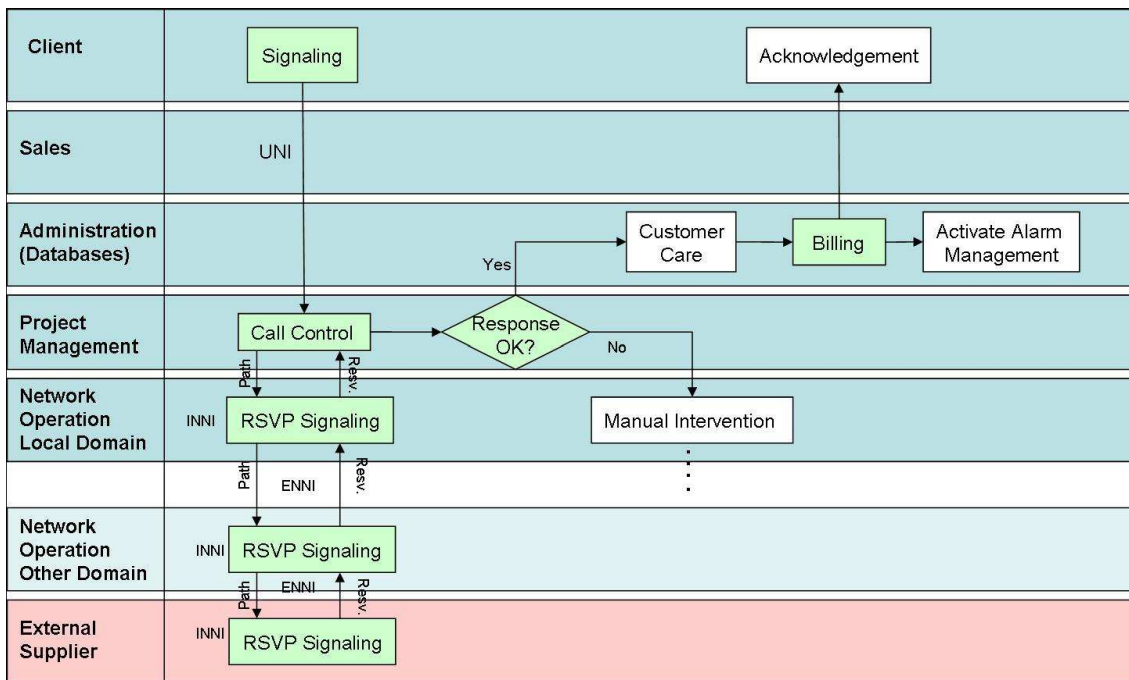 Client
Signaling
Acknowledgement
Sales
UNI
Administration
(Databases)
Customer
Care
Billing
Activate Alarm
Management
Yes
Project
Management
Call Control
Response
OK?
No
Path
Resv.
Network
Operation
Local Domain
INNI
RSVP Signaling
Manual Intervention
Path
ENNI
Resv.
Network
Operation
Other Domain
INNI
RSVP Signaling
Path
ENNI
Resv.
External
Supplier
INNI
RSVP Signaling